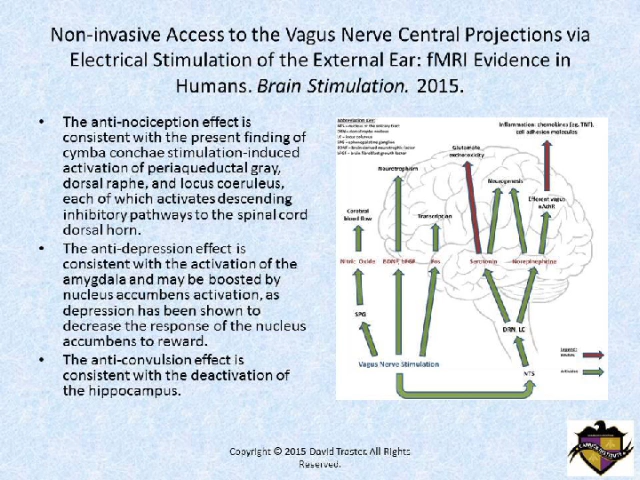 Non-invasive Access to the Vagus Nerve Central Projections via
Electrical Stimulation of the External Ear: fMRI Evidence in
Humans. Brain Stimulation. 2015.
• The anti-nociception effect is
consistent with the present finding of
cymba conchae stimulation-induced
activation of periaqueductal gray,
dorsal raphe, and locus coeruleus,
each of which activates descending
inhibitory pathways to the spinal cord
dorsal horn.
• The anti-depression effect is
consistent with the activation of the
amygdala and may be boosted by
nucleus accumbens activation, as
depression has been shown to
decrease the response of the nucleus
accumbens to reward.
• The anti-convulsion effect is
consistent with the deactivation of
the hippocampus.
Inflammation: chemokines (eg. TNF),
cell adhesion molecules
Glutamate
excitotoxicity
Neurotrophism
Neurogenesis
Efferent vagus
Cerebral
blood flow
Transcription
Nitric Oxide
BDNF, bFGF
Fos
Serotonin
Norepinephrine
SPG
DRN, LC
Vagus Nerve Stimulation
NTS
Copyright © 2015 David Traster. All Rights
Reserved.